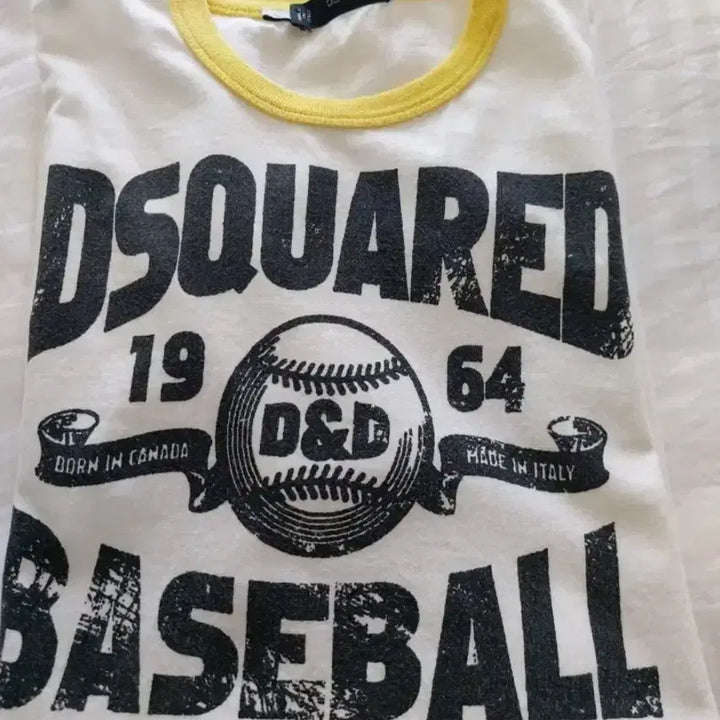 DSQUARED
19 64
D&D
BORN IN CANADA MADE IN ITALY
BASEBALL